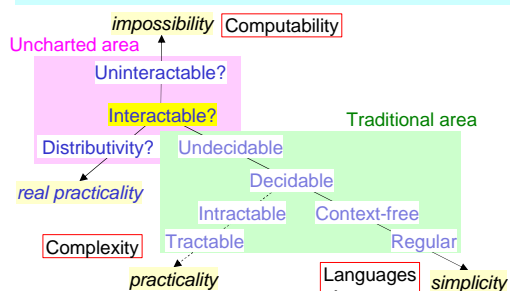 impossibility Computability
Uncharted area
Uninteractable?
Interactable?
Traditional area
Distributivity? Undecidable
Decidable
real practicality
Intractable Context-free
Complexity Tractable Regular
practicality Languages simplicity